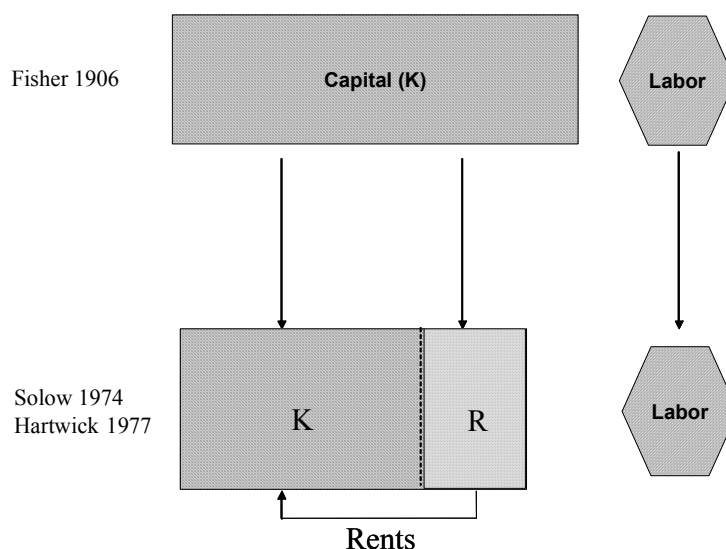 Fisher 1906
Capital (K)
Labor
Solow 1974
Hartwick 1977
K
R
Labor
Rents